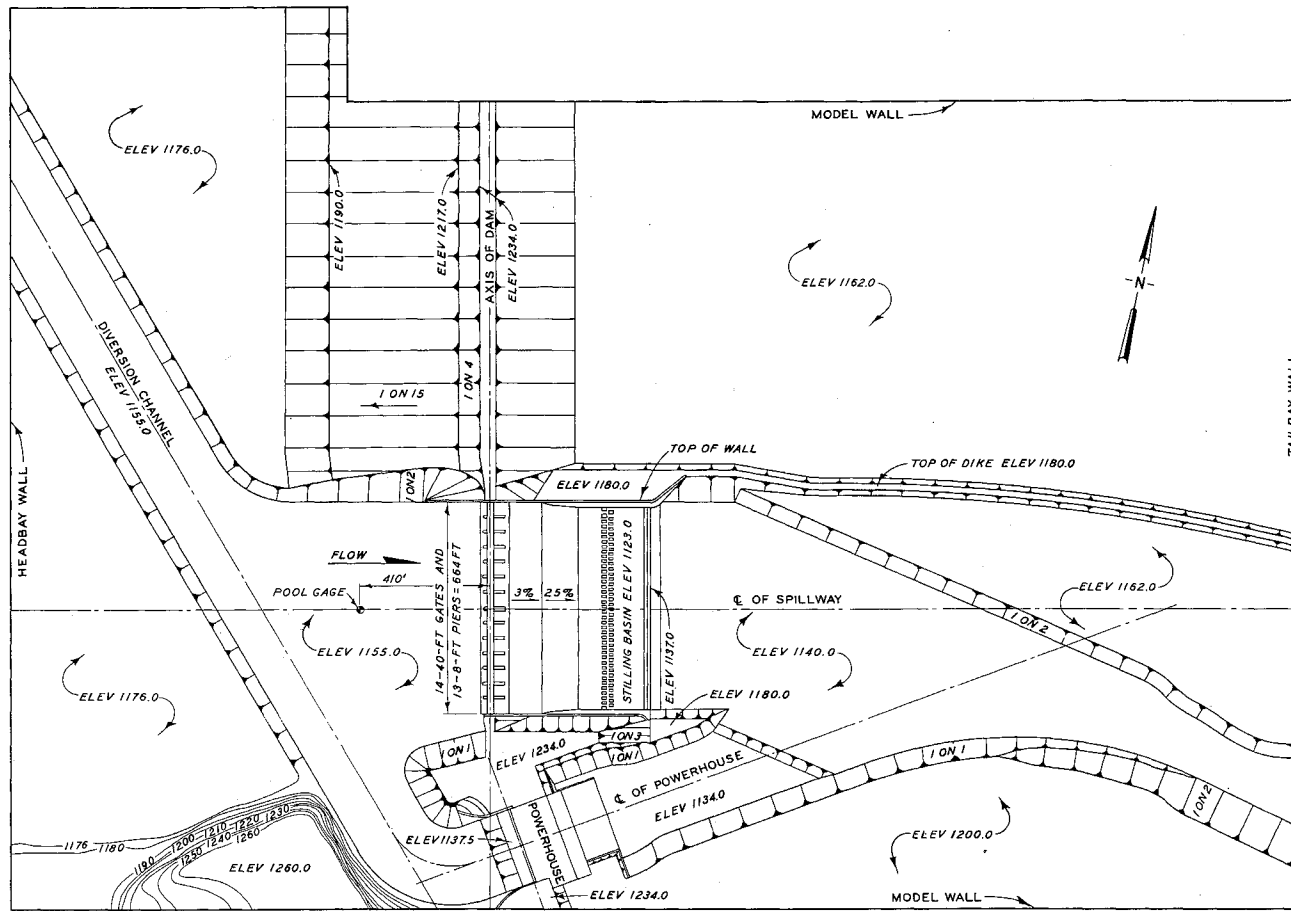 MODEL WALL
ELEV 1176.0
ELEV 1190.0
ELEV 1217.0
AXIS OF DAM
ELEV 1234.0
ELEV 1162.0
-N-
DIVERSION CHANNEL
ELEV 1155.0
1 ON 15
1 ON 4
TAILBAY WALL
HEADBAY WALL
1 ON 2
TOP OF WALL
ELEV 1180.0
TOP OF DIKE ELEV 1180.0
FLOW
410'
POOL GAGE
14-40-FT GATES AND
13-8-FT PIERS = 664 FT
3%
25%
STILLING BASIN ELEV 1123.0
ELEV 1137.0
℄ OF SPILLWAY
ELEV 1162.0
1 ON 2
ELEV 1155.0
ELEV 1140.0
ELEV 1176.0
ELEV 1180.0
1 ON 1
ELEV 1234.0
1 ON 3
1 ON 1
℄ OF POWERHOUSE
ELEV 1134.0
1 ON 1
1 ON 2
ELEV 1137.5
POWERHOUSE
ELEV 1200.0
1176
1180
1190
1200
1210
1220
1230
1240
1250
1260
ELEV 1260.0
ELEV 1234.0
MODEL WALL